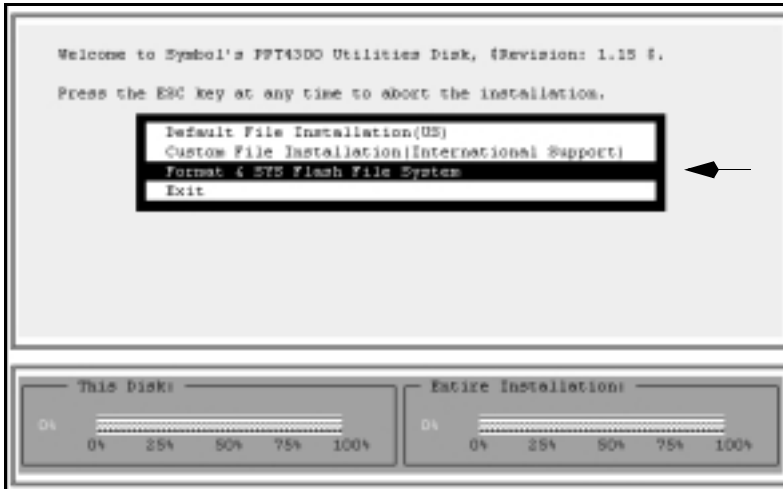 Welcome to Symbol's PPT4300 Utilities Disk, $Revision: 1.15 $.
Press the ESC key at any time to abort the installation.
Default File Installation(US)
Custom File Installation(International Support)
Format & SYS Flash File System
Exit
This Disk:
Entire Installation:
0%
0%
0% 25% 50% 75% 100%
0% 25% 50% 75% 100%